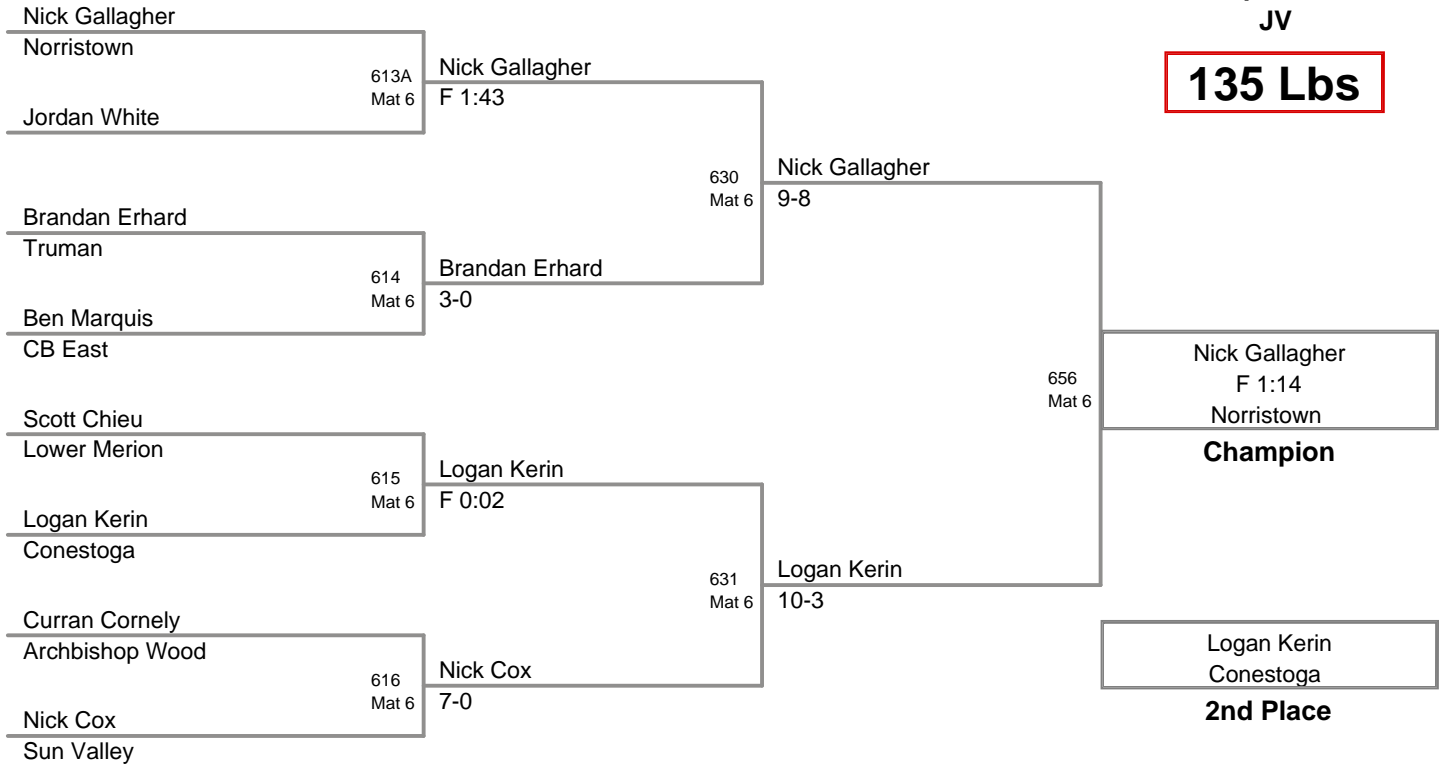 JV
135 Lbs
Nick Gallagher
Norristown
613A
Mat 6
Jordan White
Nick Gallagher
F 1:43
Brandan Erhard
Truman
614
Mat 6
Ben Marquis
CB East
Brandan Erhard
3-0
630
Mat 6
Nick Gallagher
9-8
Scott Chieu
Lower Merion
615
Mat 6
Logan Kerin
Conestoga
Logan Kerin
F 0:02
Curran Cornely
Archbishop Wood
616
Mat 6
Nick Cox
Sun Valley
Nick Cox
7-0
631
Mat 6
Logan Kerin
10-3
656
Mat 6
Nick Gallagher
F 1:14
Norristown
Champion
Logan Kerin
Conestoga
2nd Place